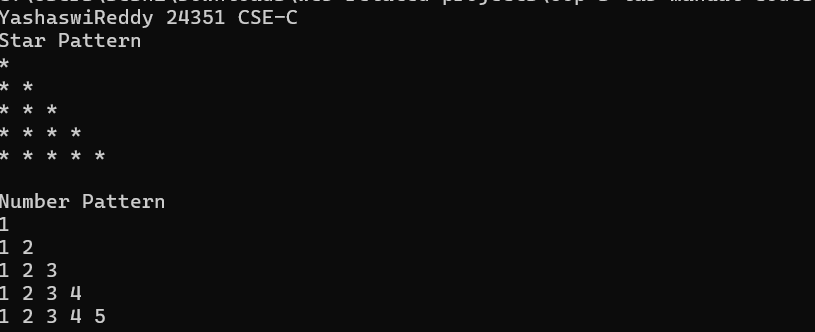 YashaswiReddy 24351 CSE-C
Star Pattern
*
* *
* * *
* * * *
* * * * *
Number Pattern
1
1 2
1 2 3
1 2 3 4
1 2 3 4 5